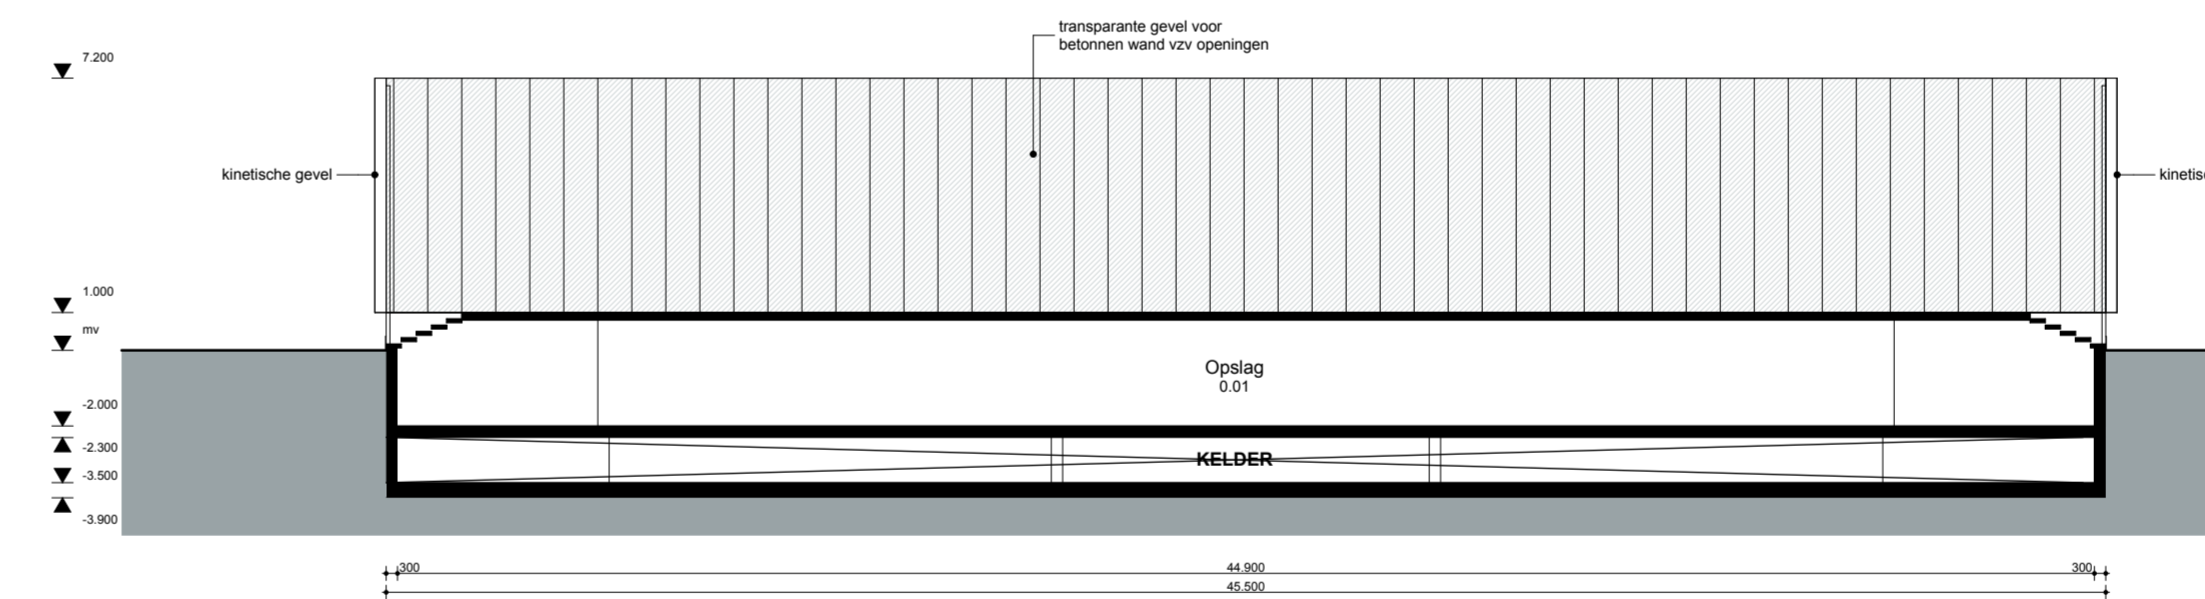 transparante gevel voor
betonnen wand vzv openingen
7.200
kinetische gevel
kinetis
1.000
mv
Opslag
0.01
-2.000
-2.300
KELDER
-3.500
-3.900
300
44.900
300
45.500